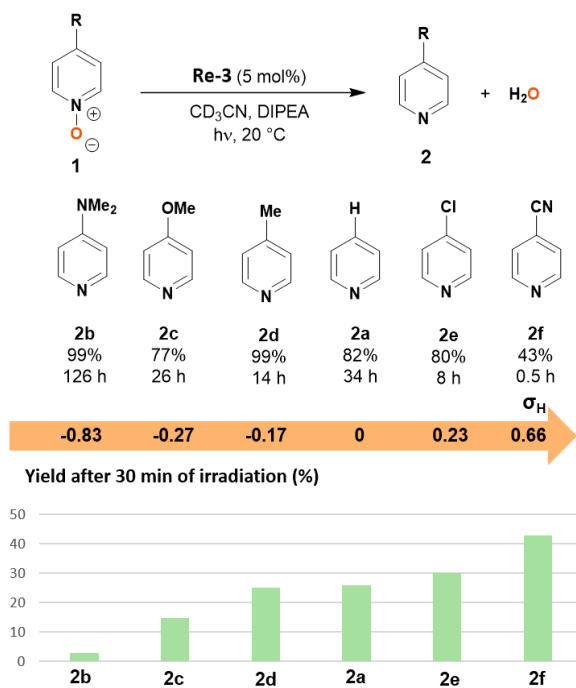 R
Re-3 (5 mol%)
CD₃CN, DIPEA
hν, 20 °C
N
⊕
O
⊖
1
R
N
2
+ H₂O
NMe₂ OMe Me H Cl CN
N N N N N N
2b 2c 2d 2a 2e 2f
99% 77% 99% 82% 80% 43%
126 h 26 h 14 h 34 h 8 h 0.5 h
σH
-0.83 -0.27 -0.17 0 0.23 0.66
Yield after 30 min of irradiation (%)
50
40
30
20
10
0
2b 2c 2d 2a 2e 2f